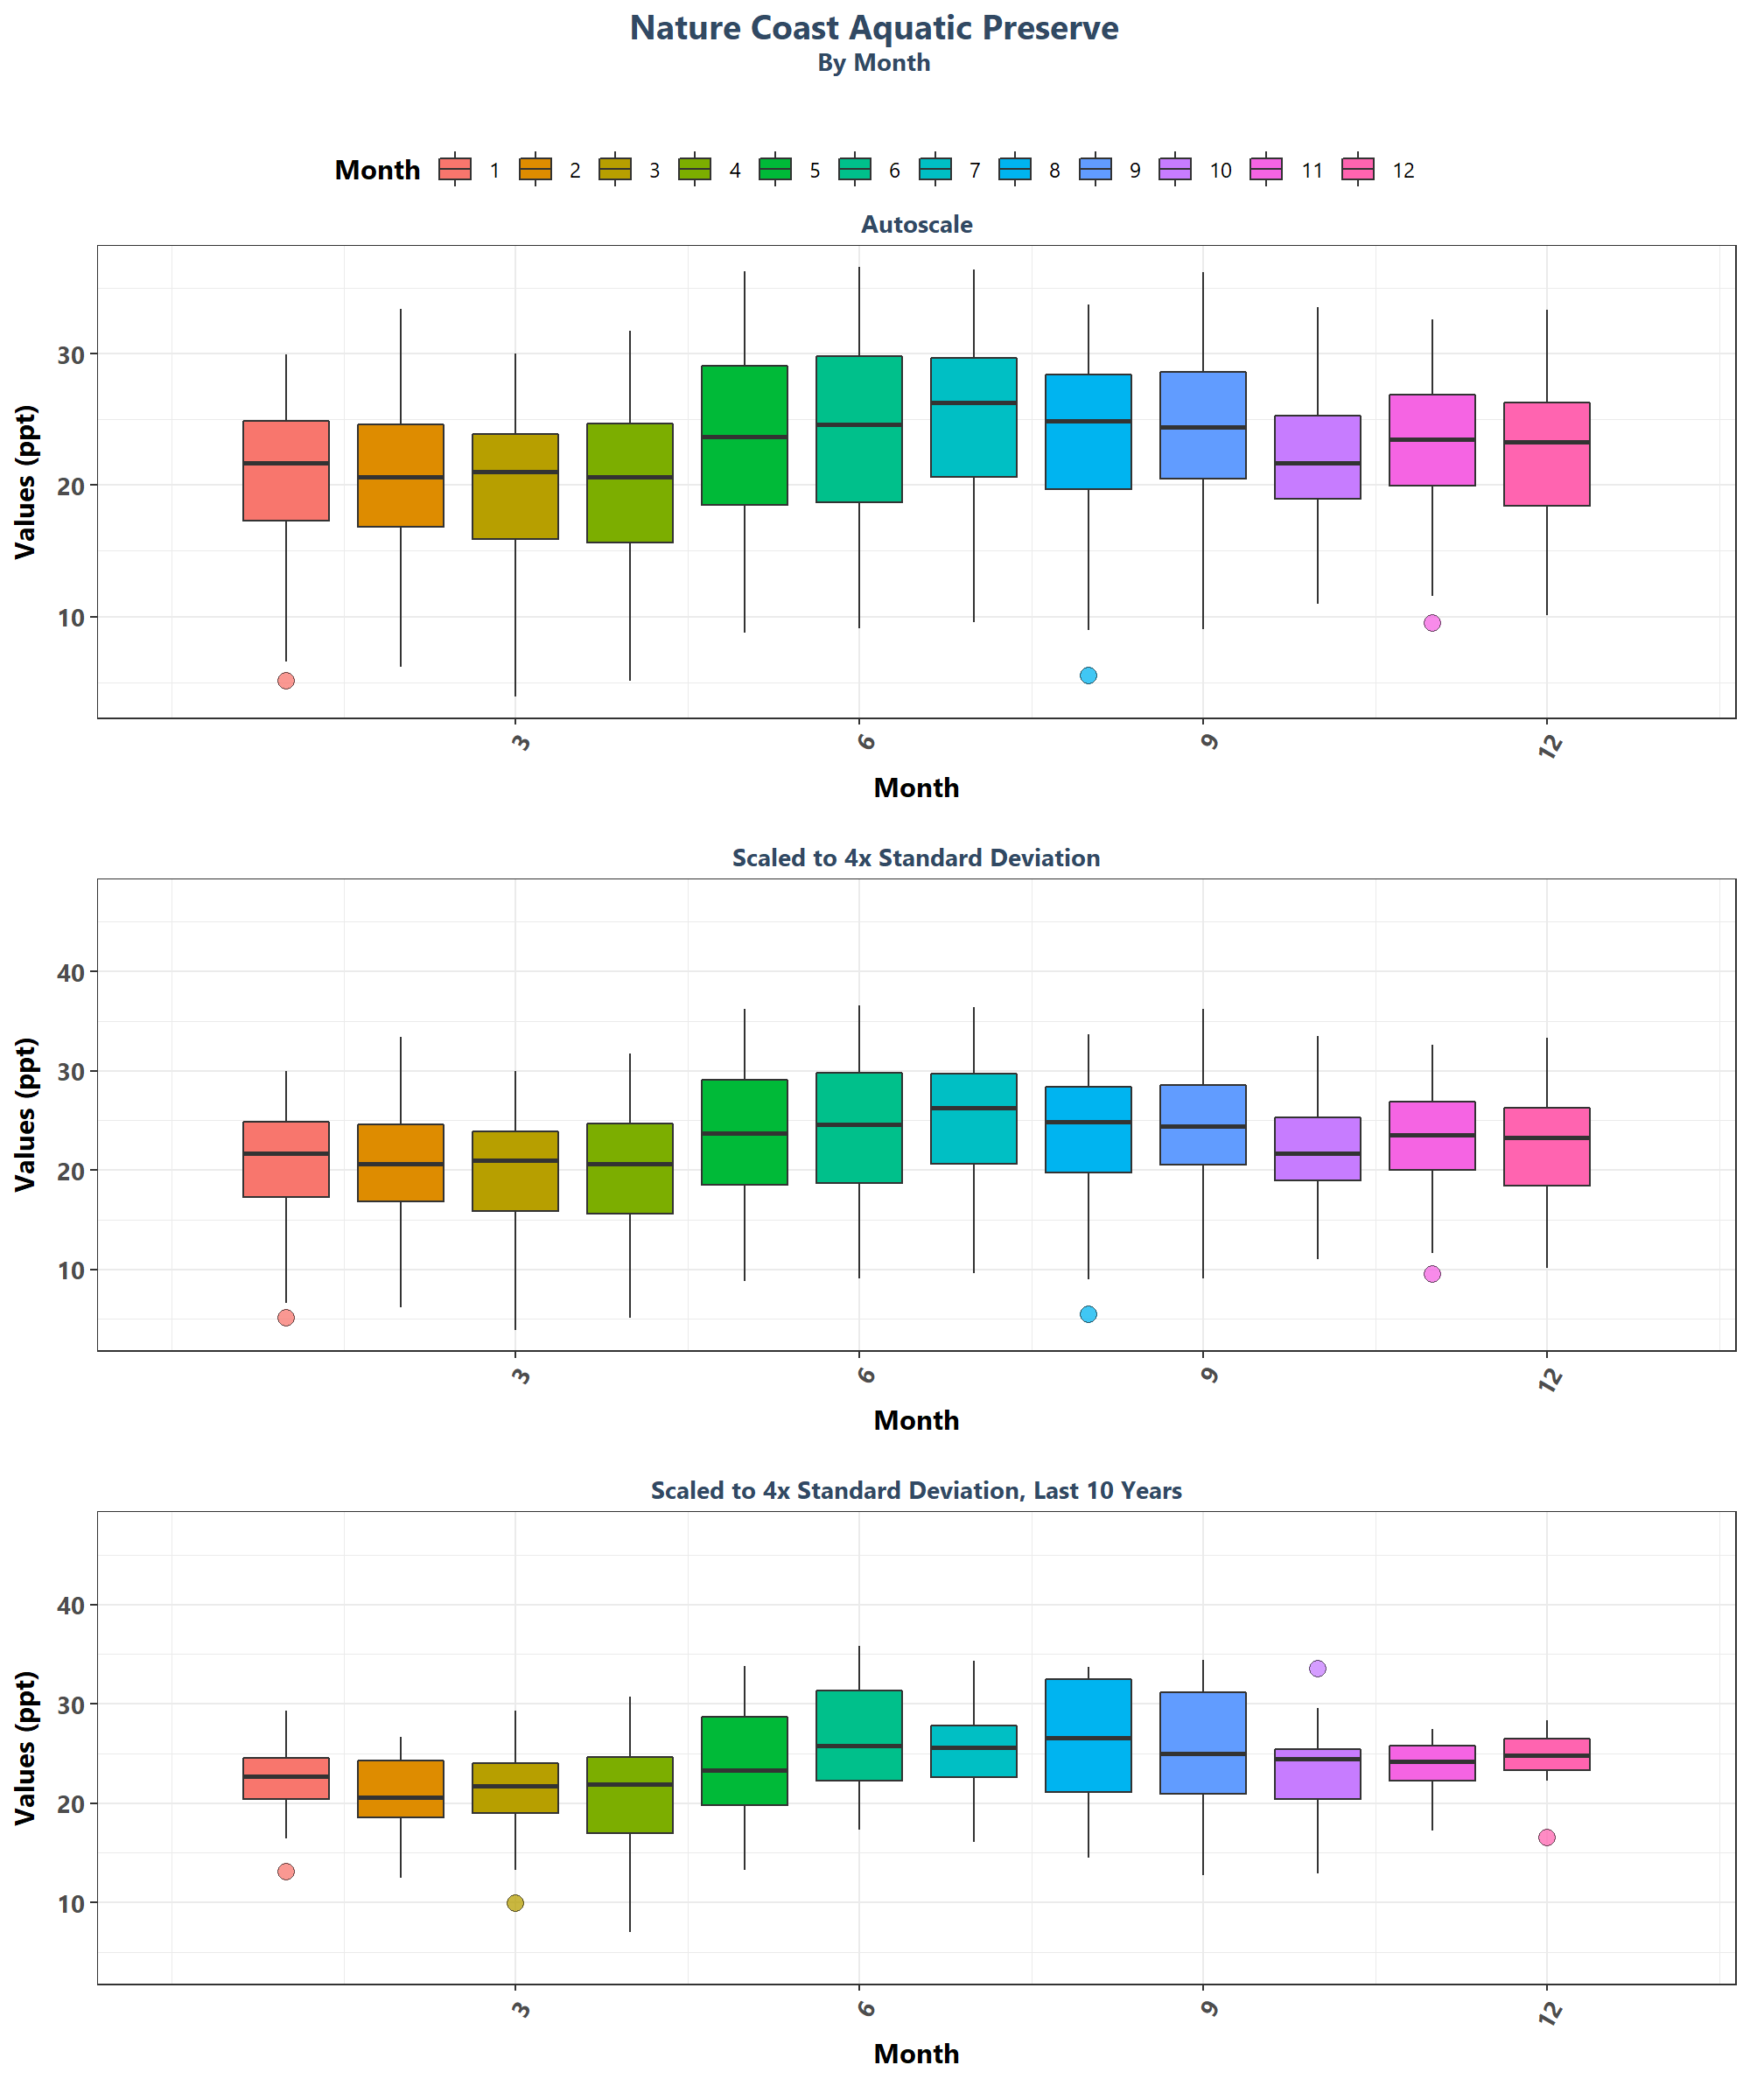 Nature Coast Aquatic Preserve
By Month
Month 1 2 3 4 5 6 7 8 9 10 11 12
Autoscale
Values (ppt)
30
20
10
3 6 9 12
Month
Scaled to 4x Standard Deviation
Values (ppt)
40
30
20
10
3 6 9 12
Month
Scaled to 4x Standard Deviation, Last 10 Years
Values (ppt)
40
30
20
10
3 6 9 12
Month